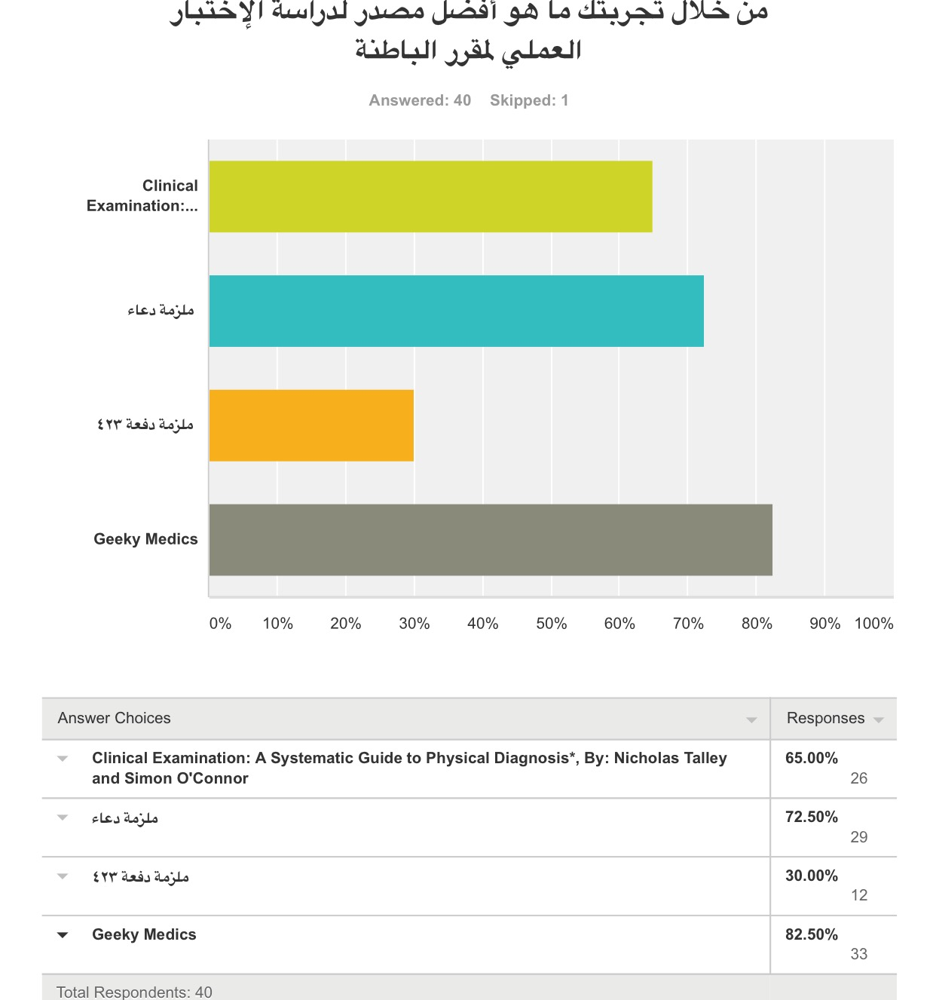 من خلال تجربتك ما هو أفضل مصدر لدراسة الإختبار
العملي لمقرر الباطنة
Answered: 40 Skipped: 1
Clinical
Examination:...
ملزمة دعاء
ملزمة دفعة ٤٢٣
Geeky Medics
0% 10% 20% 30% 40% 50% 60% 70% 80% 90% 100%
Answer Choices Responses
Clinical Examination: A Systematic Guide to Physical Diagnosis*, By: Nicholas Talley 65.00%
and Simon O'Connor 26
ملزمة دعاء 72.50%
29
ملزمة دفعة ٤٢٣ 30.00%
12
Geeky Medics 82.50%
33
Total Respondents: 40